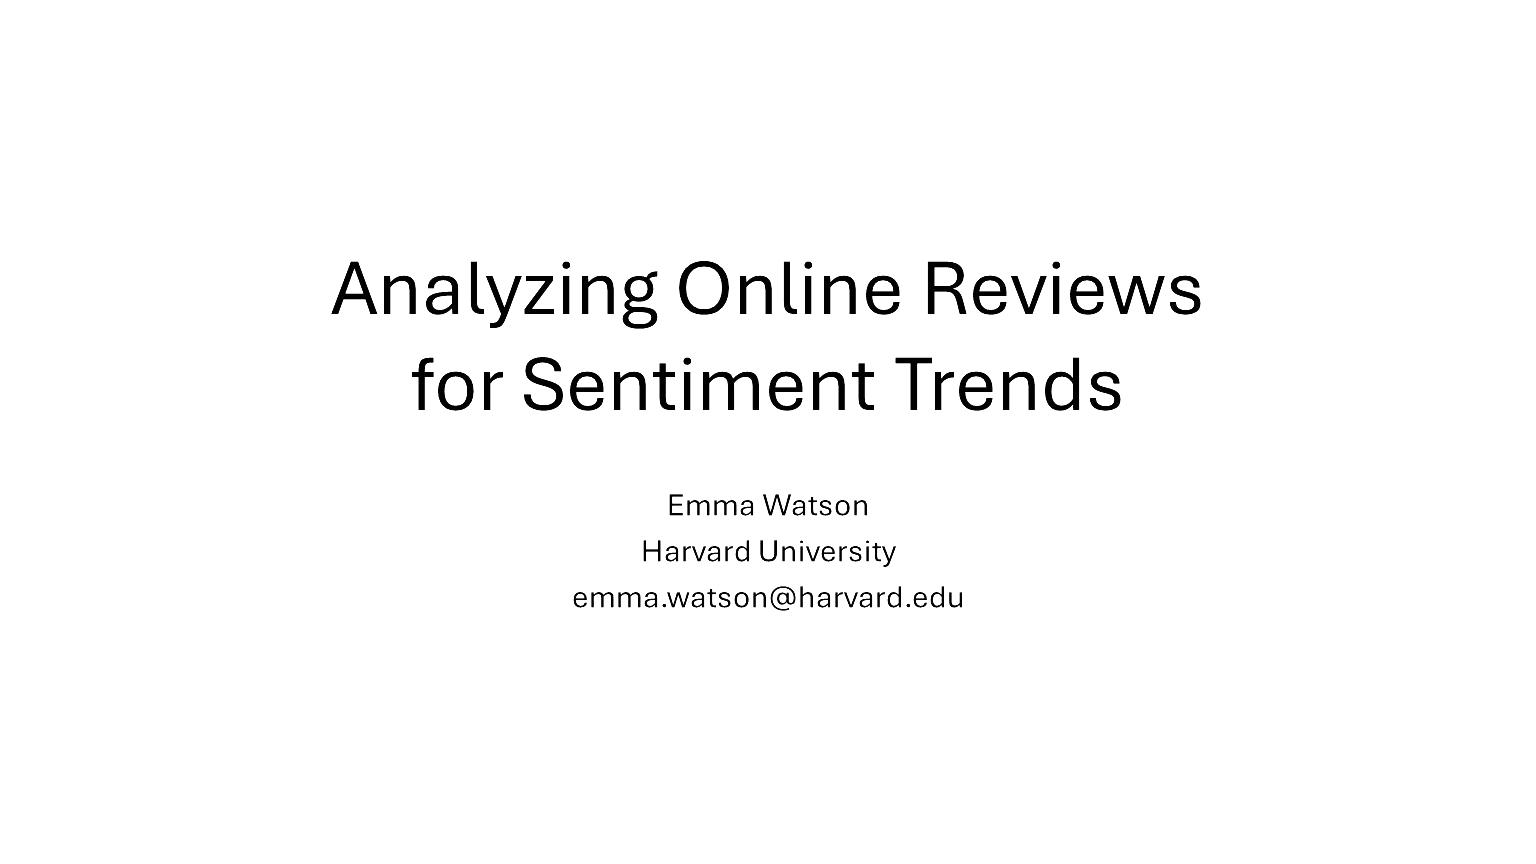 Analyzing Online Reviews
for Sentiment Trends
Emma Watson
Harvard University
emma.watson@harvard.edu